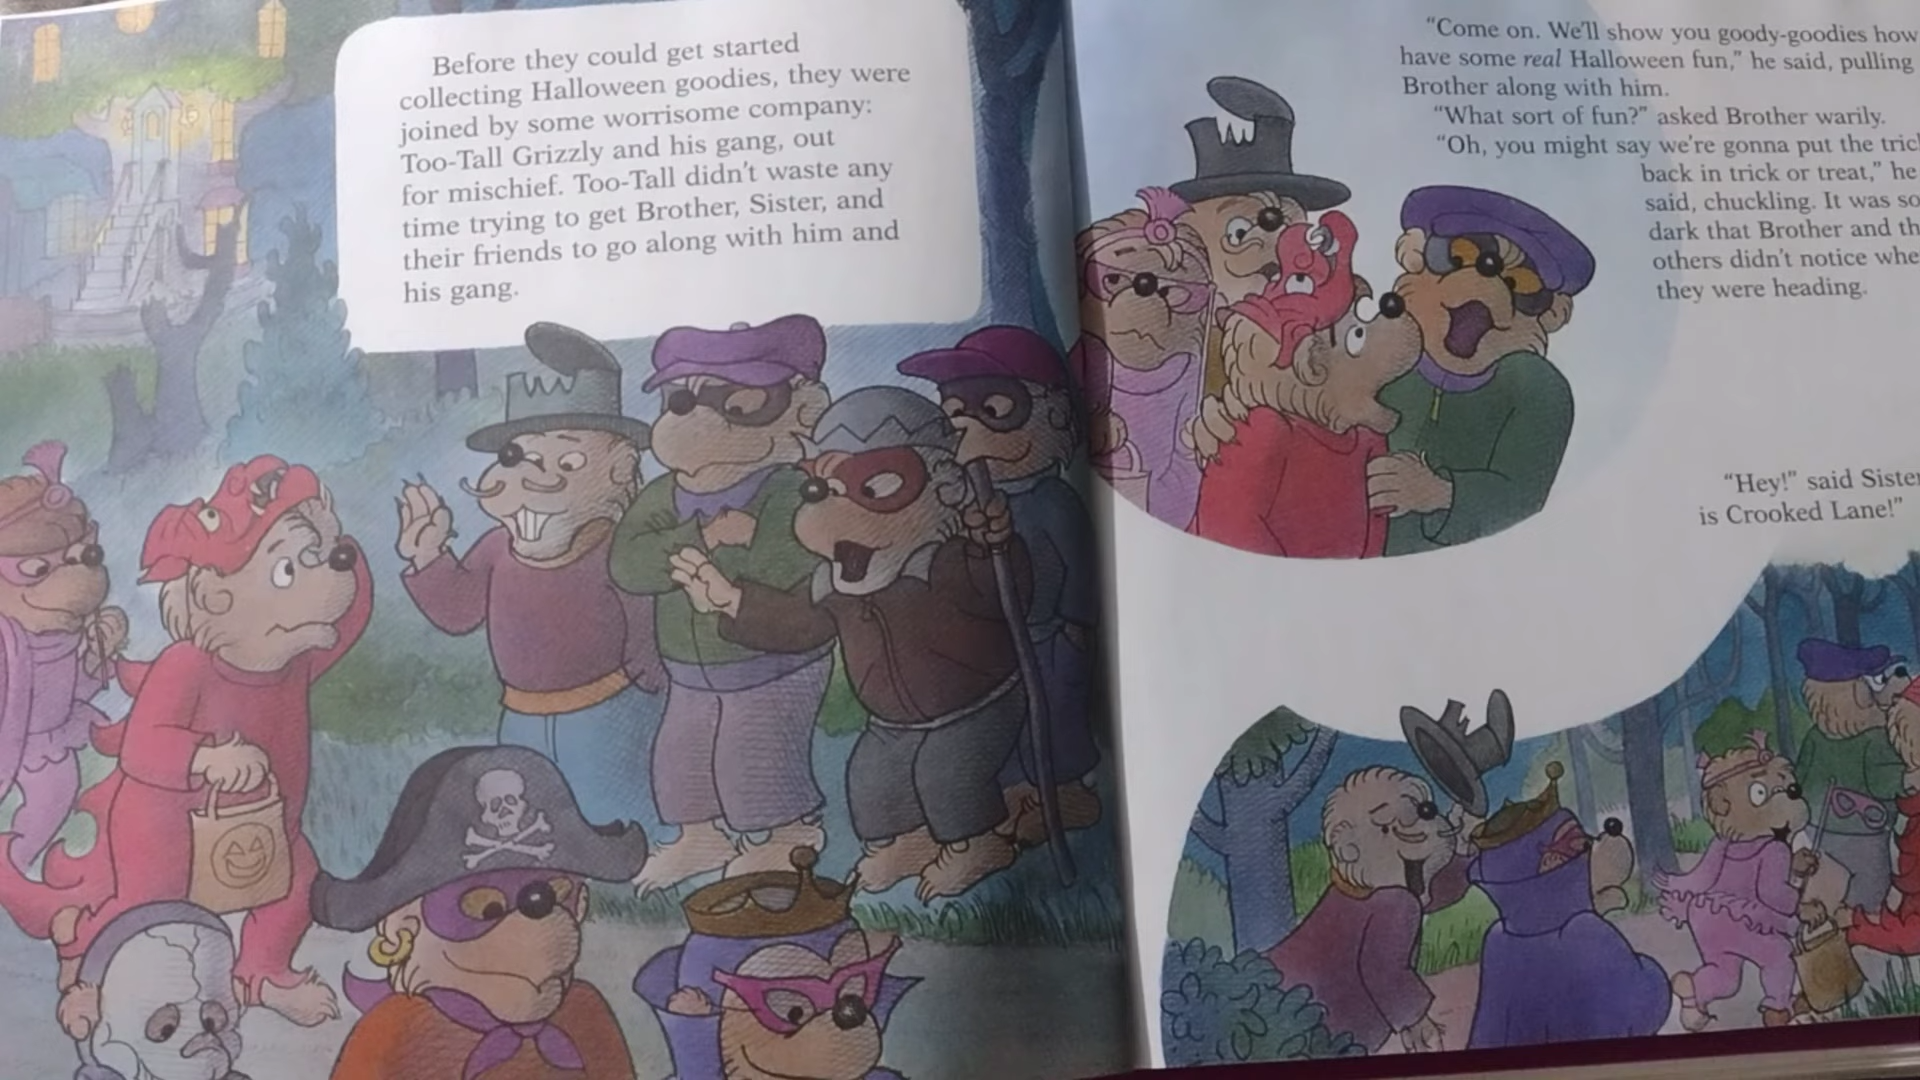 Before they could get started
collecting Halloween goodies, they were
joined by some worrisome company:
Too-Tall Grizzly and his gang, out
for mischief. Too-Tall didn't waste any
time trying to get Brother, Sister, and
their friends to go along with him and
his gang.
“Come on. We'll show you goody-goodies how
have some real Halloween fun,” he said, pulling
Brother along with him.
“What sort of fun?” asked Brother warily.
“Oh, you might say we're gonna put the
back in trick or treat,” he
said, chuckling. It was so
dark that Brother and
others didn't notice
they were heading.
“Hey!” said Sister
is Crooked Lane!”